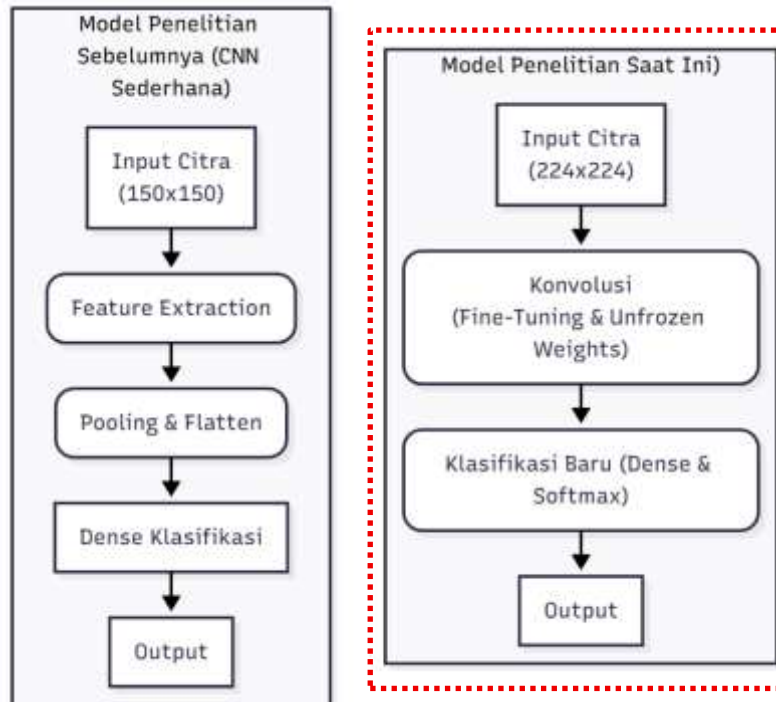 Model Penelitian
Sebelumnya (CNN
Sederhana)
Input Citra
(150x150)
Feature Extraction
Pooling & Flatten
Dense Klasifikasi
Output
Model Penelitian Saat Ini)
Input Citra
(224x224)
Konvolusi
(Fine-Tuning & Unfrozen
Weights)
Klasifikasi Baru (Dense &
Softmax)
Output